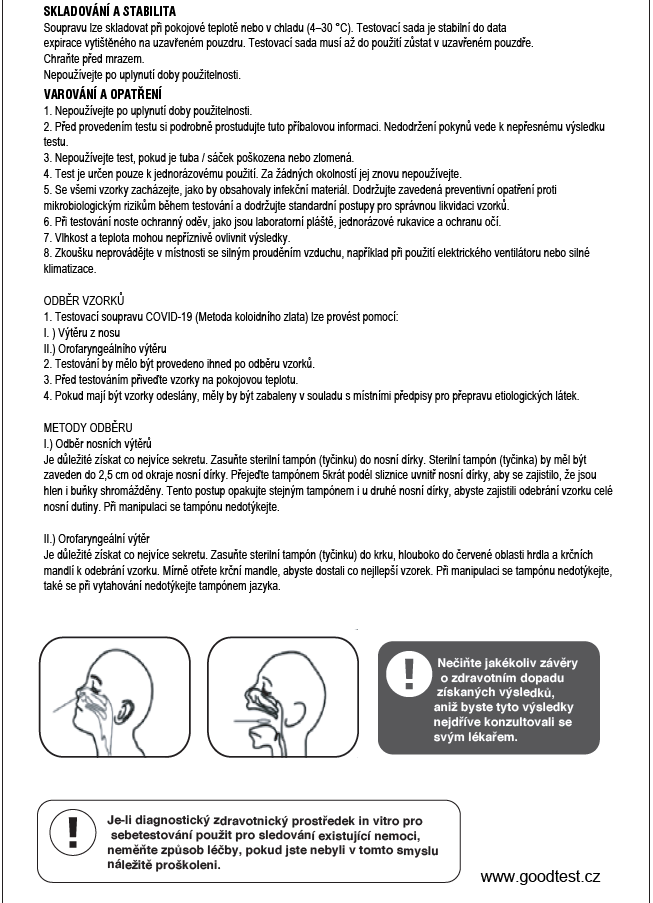 SKLADOVÁNÍ A STABILITA
Soupravu lze skladovat při pokojové teplotě nebo v chladu (4–30 °C). Testovací sada je stabilní do data
expirace vytištěného na uzavřeném pouzdru. Testovací sada musí až do použití zůstat v uzavřeném pouzdře.
Chraňte před mrazem.
Nepoužívejte po uplynutí doby použitelnosti.
VAROVÁNÍ A OPATŘENÍ
1. Nepoužívejte po uplynutí doby použitelnosti.
2. Před provedením testu si podrobně prostudujte tuto příbalovou informaci. Nedodržení pokynů vede k nepřesnému výsledku
testu.
3. Nepoužívejte test, pokud je tuba / sáček poškozena nebo zlomená.
4. Test je určen pouze k jednorázovému použití. Za žádných okolností jej znovu nepoužívejte.
5. Se všemi vzorky zacházejte, jako by obsahovaly infekční materiál. Dodržujte zavedená preventivní opatření proti
mikrobiologickým rizikům během testování a dodržujte standardní postupy pro správnou likvidaci vzorků.
6. Při testování noste ochranný oděv, jako jsou laboratorní pláště, jednorázové rukavice a ochranu očí.
7. Vlhkost a teplota mohou nepříznivě ovlivnit výsledky.
8. Zkoušku neprovádějte v místnosti se silným prouděním vzduchu, například při použití elektrického ventilátoru nebo silné
klimatizace.
ODBĚR VZORKŮ
1. Testovací soupravu COVID-19 (Metoda koloidního zlata) lze provést pomocí:
I. ) Výtěru z nosu
II.) Orofaryngeálního výtěru
2. Testování by mělo být provedeno ihned po odběru vzorků.
3. Před testováním přiveďte vzorky na pokojovou teplotu.
4. Pokud mají být vzorky odeslány, měly by být zabaleny v souladu s místními předpisy pro přepravu etiologických látek.
METODY ODBĚRU
I.) Odběr nosních výtěrů
Je důležité získat co nejvíce sekretu. Zasuňte sterilní tampón (tyčinku) do nosní dírky. Sterilní tampón (tyčinka) by měl být
zaveden do 2,5 cm od okraje nosní dírky. Přejeďte tampónem 5krát podél sliznice uvnitř nosní dírky, aby se zajistilo, že jsou
hlen i buňky shromážděny. Tento postup opakujte stejným tampónem i u druhé nosní dírky, abyste zajistili odebrání vzorku celé
nosní dutiny. Při manipulaci se tampónu nedotýkejte.
II.) Orofaryngeální výtěr
Je důležité získat co nejvíce sekretu. Zasuňte sterilní tampón (tyčinku) do krku, hlouboko do červené oblasti hrdla a krčních
mandlí k odebrání vzorku. Mírně otřete krční mandle, abyste dostali co nejllepší vzorek. Při manipulaci se tampónu nedotýkejte,
také se při vytahování nedotýkejte tampónem jazyka.
Nečiňte jakékoliv závěry
o zdravotním dopadu
získaných výsledků,
aniž byste tyto výsledky
nejdříve konzultovali se
svým lékařem.
Je-li diagnostický zdravotnický prostředek in vitro pro
sebetestování použit pro sledování existující nemoci,
neměňte způsob léčby, pokud jste nebyli v tomto smyslu
náležitě proškoleni.
www.goodtest.cz